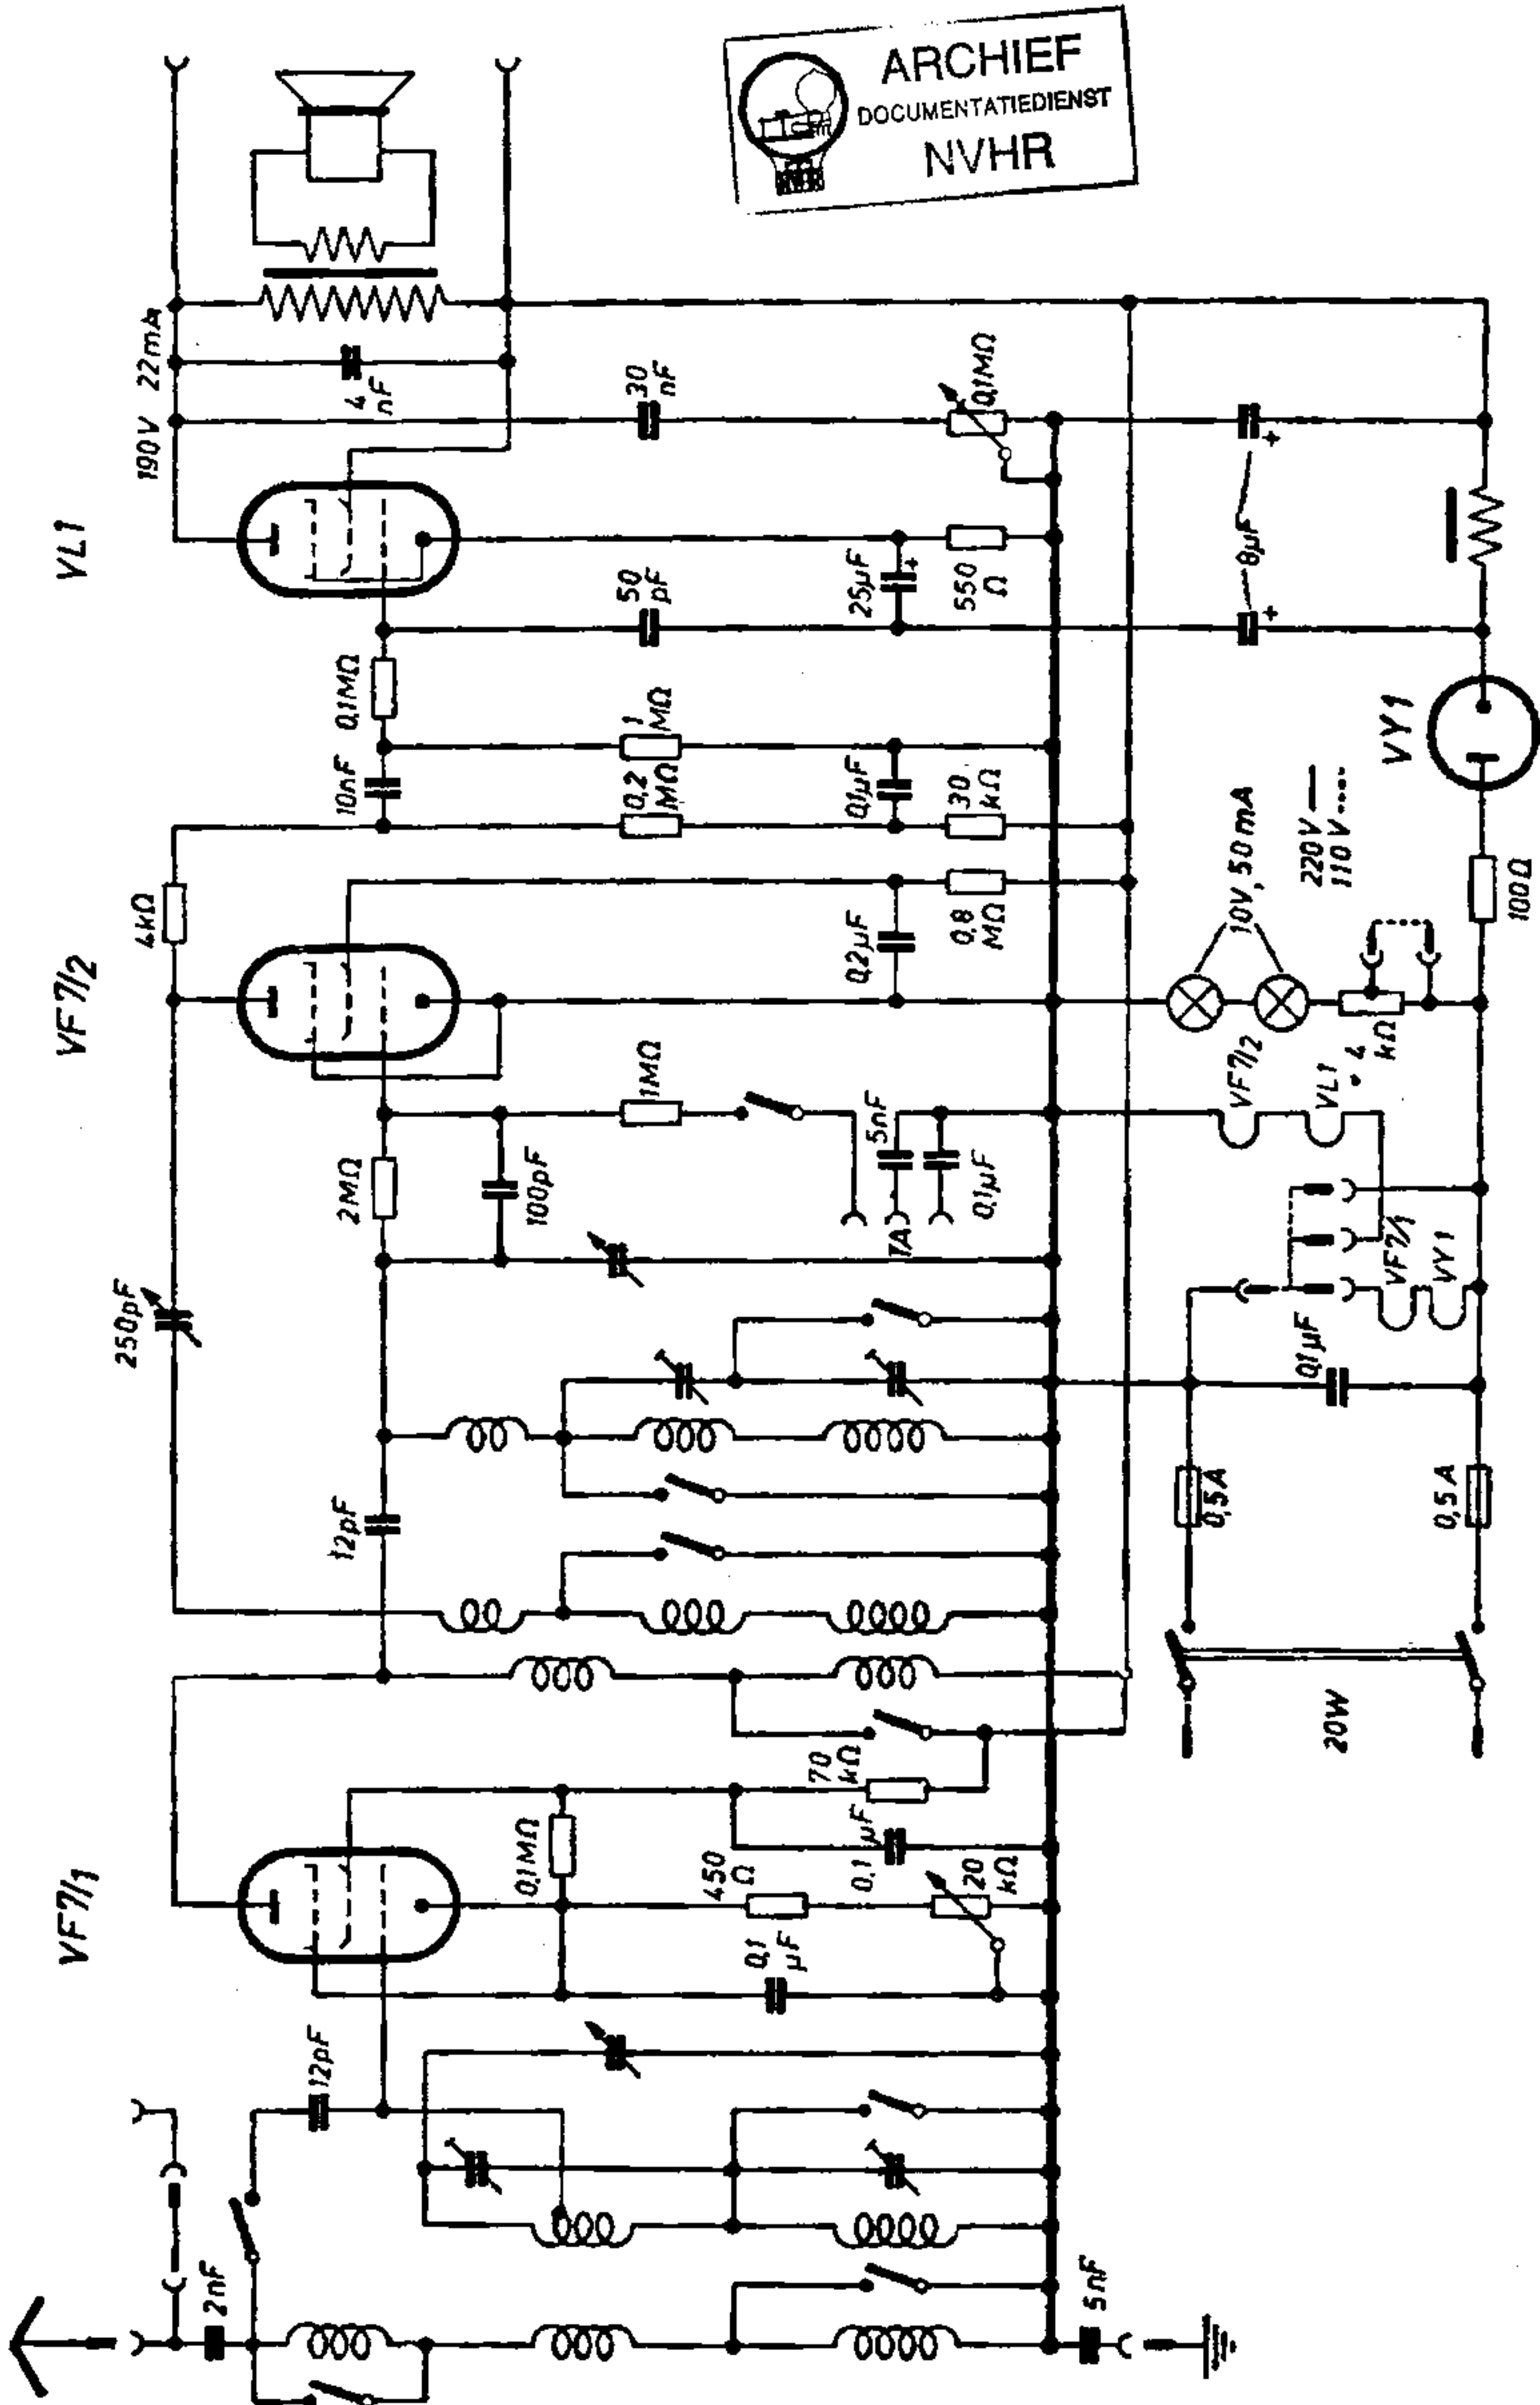 ARCHIEF
DOCUMENTATIEDIENST
NVHR
VF7/1
VF7/2
VL1
190V
22mA
4
nF
30
nF
0,1MΩ
50
pF
25µF
550
Ω
8µF
+
+
+
0,1MΩ
10nF
1
MΩ
0,2
MΩ
0,1µF
30
kΩ
VY1
4kΩ
0,2µF
0,8
MΩ
10V, 50mA
220V
110V
100Ω
1MΩ
2MΩ
100pF
5nF
TA
0,1µF
VF7/2
VL1
4
kΩ
VF7/1
VY1
0,1µF
250pF
12pF
0,5A
0,5A
20W
70
kΩ
0,1MΩ
450
Ω
0,1
µF
20
kΩ
0,1
µF
12pF
2nF
5nF